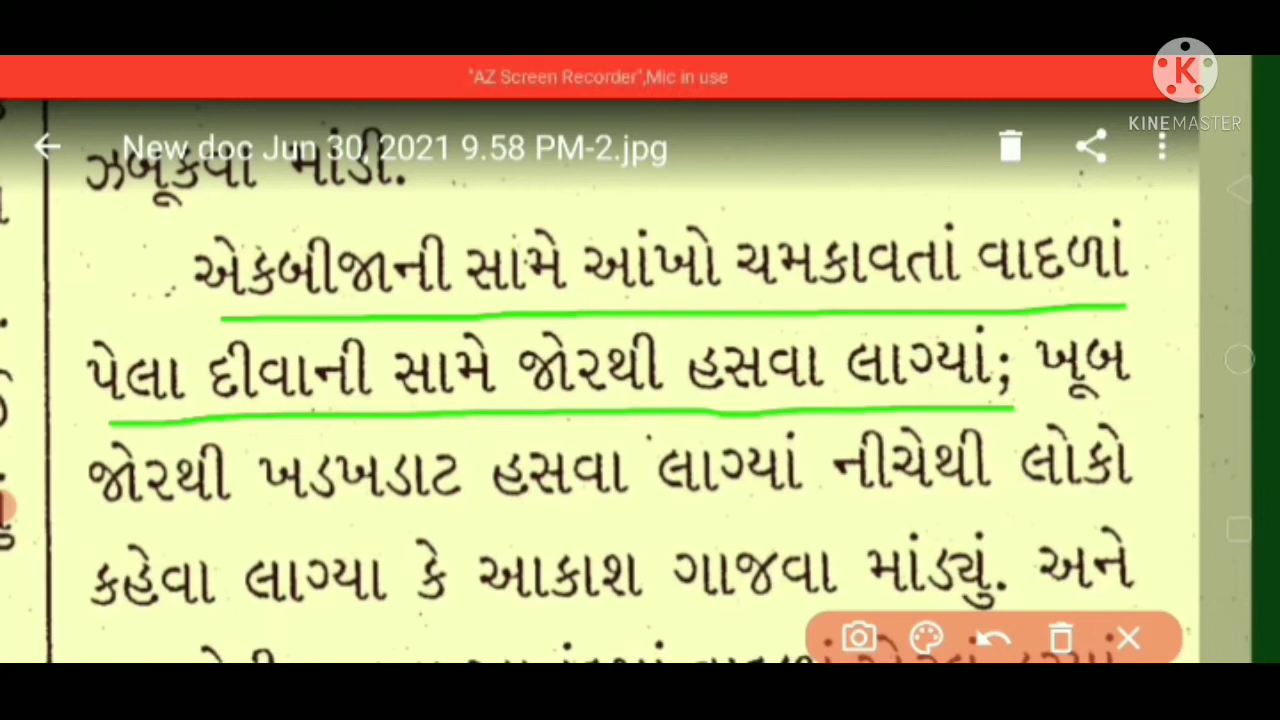 "AZ Screen Recorder",Mic in use
K
KINEMASTER
New doc Jun 30, 2021 9.58 PM-2.jpg
ઝબૂકવા માંડી.
એકબીજાની સામે આંખો ચમકાવતાં વાદળાં
પેલા દીવાની સામે જોરથી હસવા લાગ્યાં; ખૂબ
જોરથી ખડખડાટ હસવા લાગ્યાં નીચેથી લોકો
કહેવા લાગ્યા કે આકાશ ગાજવા માંડ્યું. અને